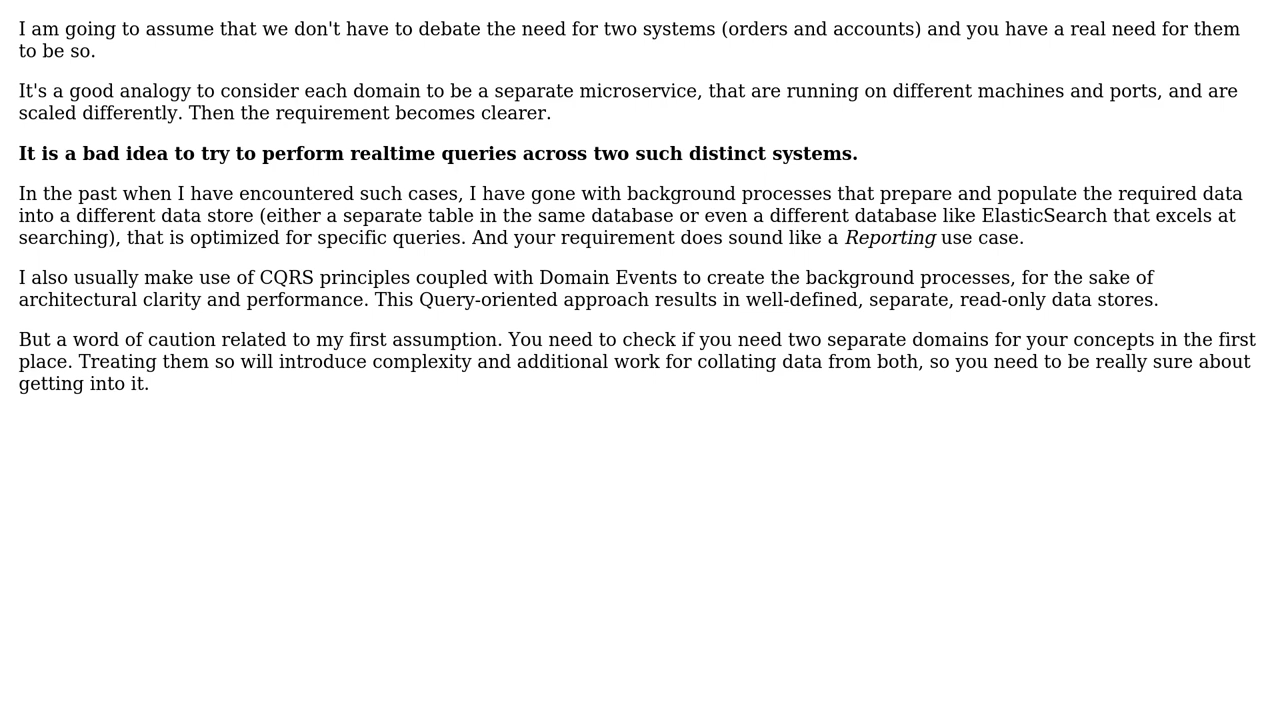 I am going to assume that we don't have to debate the need for two systems (orders and accounts) and you have a real need for them
to be so.
It's a good analogy to consider each domain to be a separate microservice, that are running on different machines and ports, and are
scaled differently. Then the requirement becomes clearer.
It is a bad idea to try to perform realtime queries across two such distinct systems.
In the past when I have encountered such cases, I have gone with background processes that prepare and populate the required data
into a different data store (either a separate table in the same database or even a different database like ElasticSearch that excels at
searching), that is optimized for specific queries. And your requirement does sound like a Reporting use case.
I also usually make use of CQRS principles coupled with Domain Events to create the background processes, for the sake of
architectural clarity and performance. This Query-oriented approach results in well-defined, separate, read-only data stores.
But a word of caution related to my first assumption. You need to check if you need two separate domains for your concepts in the first
place. Treating them so will introduce complexity and additional work for collating data from both, so you need to be really sure about
getting into it.